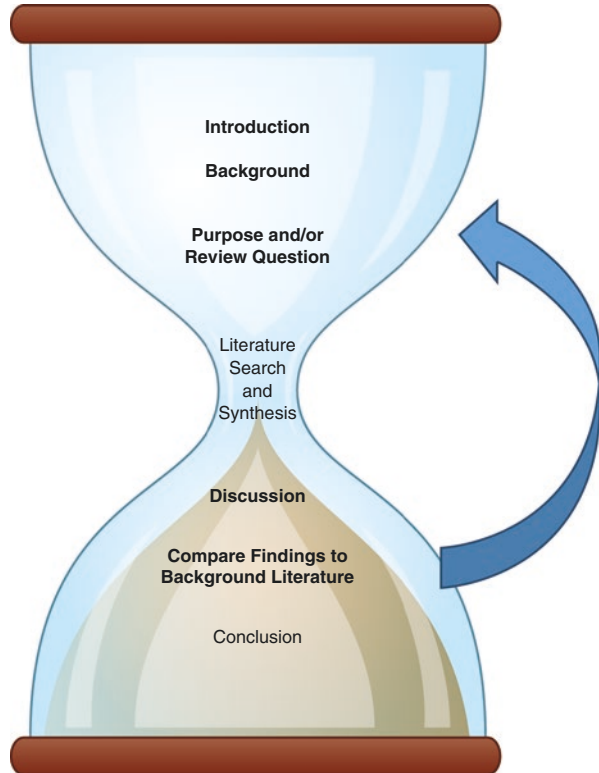 Introduction
Background
Purpose and/or
Review Question
Literature
Search
and
Synthesis
Discussion
Compare Findings to
Background Literature
Conclusion